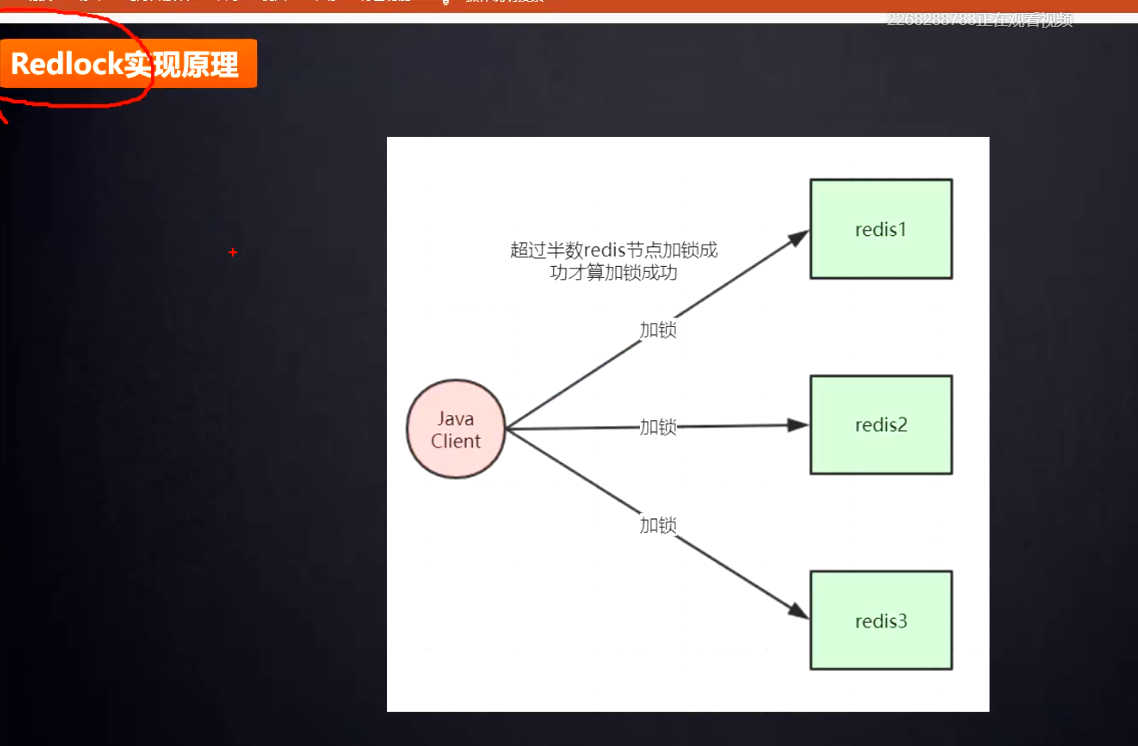 2268288783正在观看视频
Redlock实现原理
超过半数redis节点加锁成
功才算加锁成功
redis1
加锁
Java
Client
加锁
redis2
加锁
redis3